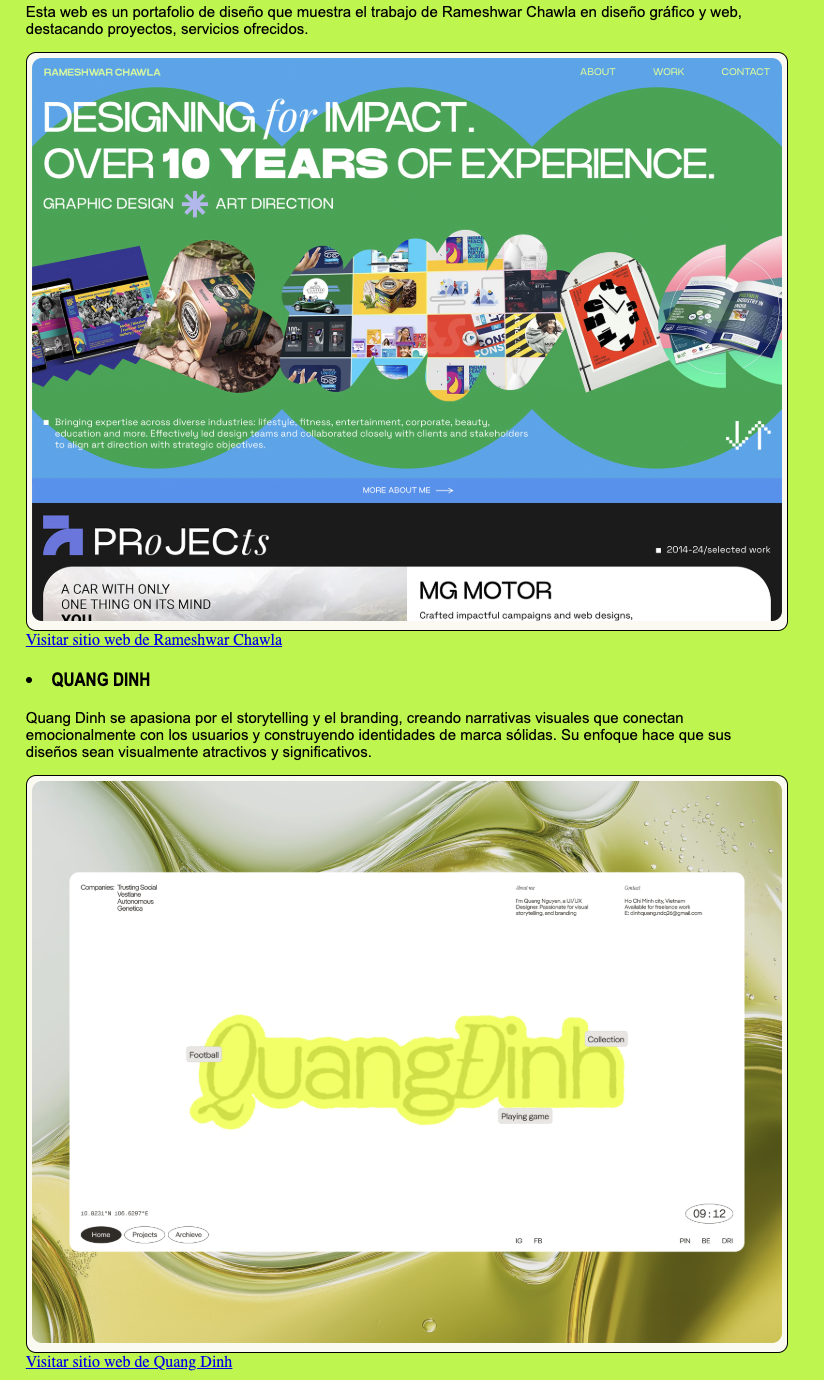 Esta web es un portafolio de diseño que muestra el trabajo de Rameshwar Chawla en diseño gráfico y web,
destacando proyectos, servicios ofrecidos.
RAMESHWAR CHAWLA
ABOUT WORK CONTACT
DESIGNING for IMPACT.
OVER 10 YEARS OF EXPERIENCE.
GRAPHIC DESIGN ART DIRECTION
Bringing expertise across diverse industries: lifestyle, fitness, entertainment, corporate, beauty,
education and more. Effectively led design teams and collaborated closely with clients and stakeholders
to align art direction with strategic objectives.
MORE ABOUT ME
PROJECts
2014-24/selected work
A CAR WITH ONLY
ONE THING ON ITS MIND
YOU
MG MOTOR
Crafted impactful campaigns and web designs,
Visitar sitio web de Rameshwar Chawla
• QUANG DINH
Quang Dinh se apasiona por el storytelling y el branding, creando narrativas visuales que conectan
emocionalmente con los usuarios y construyendo identidades de marca sólidas. Su enfoque hace que sus
diseños sean visualmente atractivos y significativos.
Companies: Trusting Social
Vestiane
Autonomous
Genetica
About me
I'm Quang Nguyen, a UI/UX
Designer. Passionate for visual
storytelling, and branding
Contact
Ho Chi Minh city, Vietnam
Available for freelance work
E: dinhquang.ndq26@gmail.com
QuangĐinh
Football
Collection
Playing game
10.8231°N 106.6297°E
09:12
Home Projects Archieve
IG FB
PIN BE DRI
Visitar sitio web de Quang Dinh